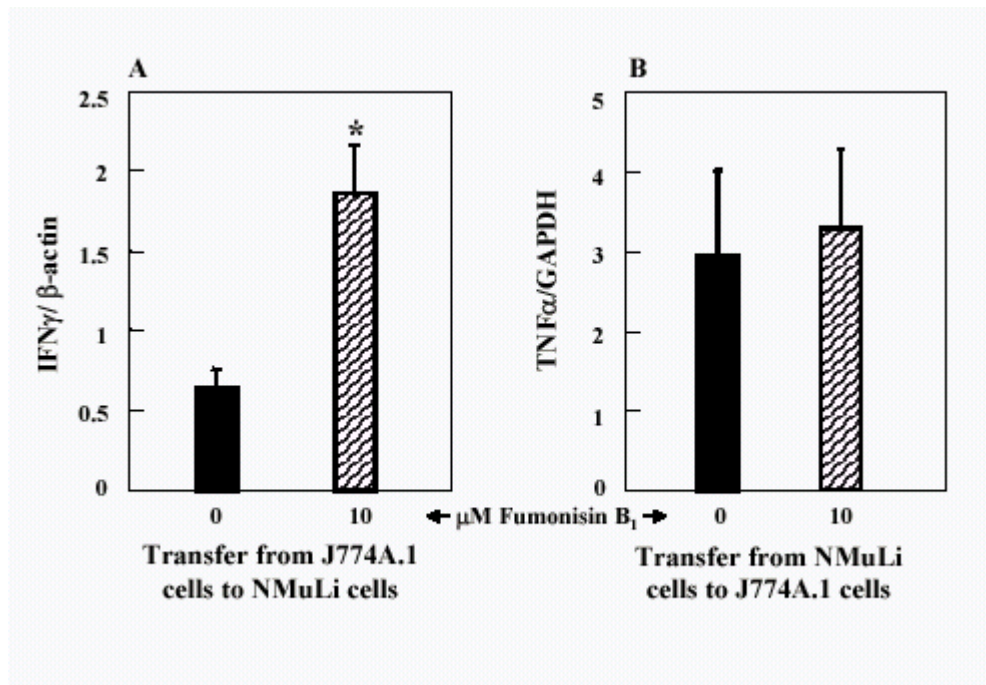 A
IFNγ/ β-actin
2.5
2
1.5
1
0.5
0
*
0 10
Transfer from J774A.1
cells to NMuLi cells
µM Fumonisin B₁
B
TNFα/GAPDH
5
4
3
2
1
0
0 10
Transfer from NMuLi
cells to J774A.1 cells